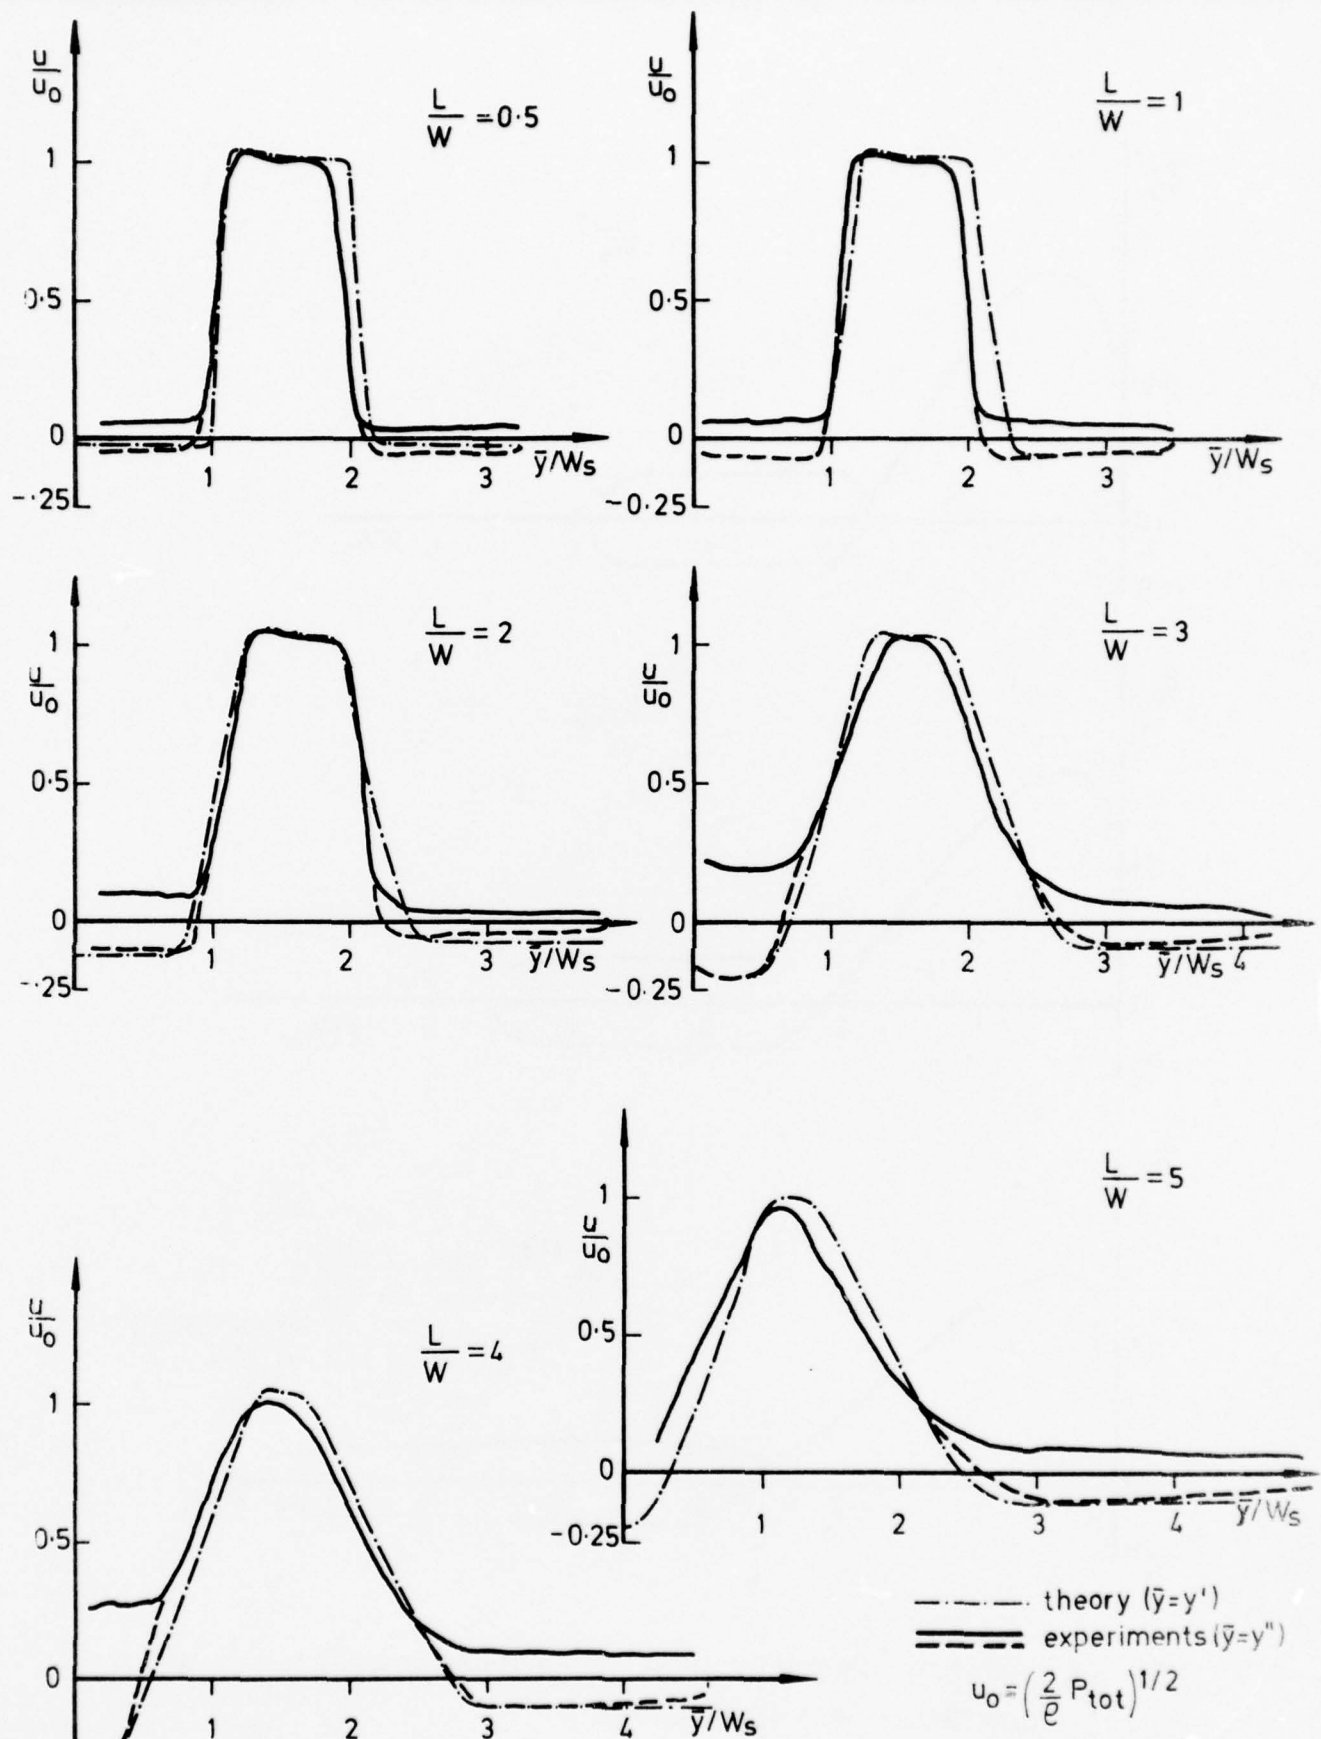 u/u₀
L/W = 0·5
1
0·5
0
-·25
1 2 3 ȳ/Wₛ
u/u₀
L/W = 1
1
0·5
0
-0.25
1 2 3 ȳ/Wₛ
u/u₀
L/W = 2
1
0·5
0
-·25
1 2 3 ȳ/Wₛ
u/u₀
L/W = 3
1
0·5
0
-0.25
1 2 3 ȳ/Wₛ 4
u/u₀
L/W = 5
1
0·5
0
-0.25
1 2 3 4 ȳ/Wₛ
u/u₀
L/W = 4
1
0·5
0
1 2 3 4 ȳ/Wₛ
theory (ȳ=y')
experiments (ȳ=y")
u₀ = (2/ρ Ptot)^1/2